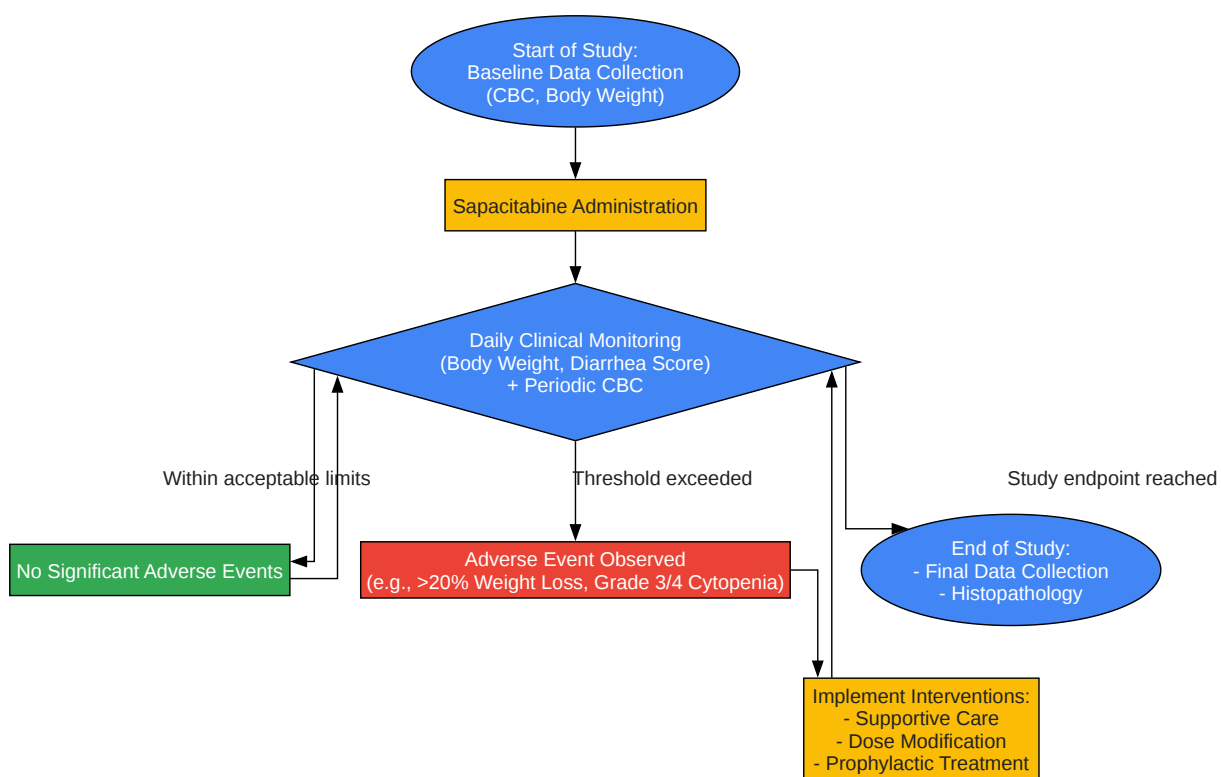 Start of Study:
Baseline Data Collection
(CBC, Body Weight)
Sapacitabine Administration
Daily Clinical Monitoring
(Body Weight, Diarrhea Score)
+ Periodic CBC
Within acceptable limits
Threshold exceeded
Study endpoint reached
No Significant Adverse Events
Adverse Event Observed
(e.g., >20% Weight Loss, Grade 3/4 Cytopenia)
End of Study:
- Final Data Collection
- Histopathology
Implement Interventions:
- Supportive Care
- Dose Modification
- Prophylactic Treatment